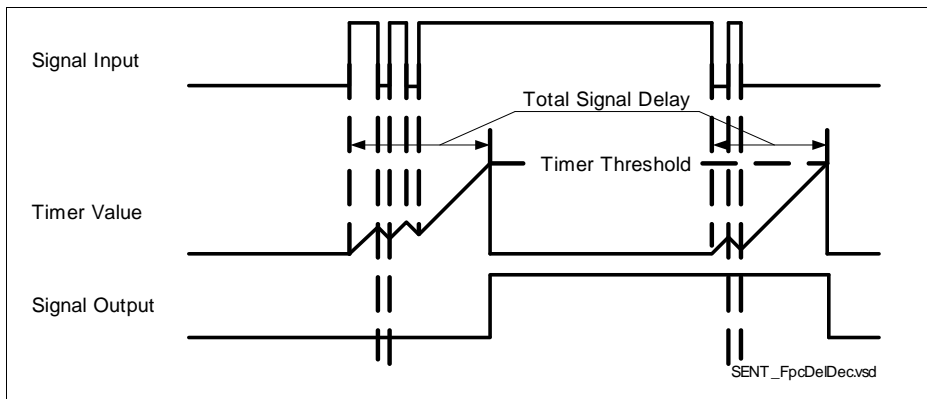 Signal Input
Total Signal Delay
Timer Threshold
Timer Value
Signal Output
SENT_FpcDelDec.vsd